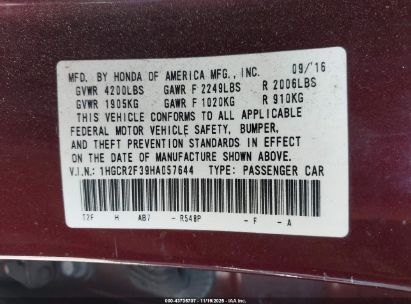 MFD. BY HONDA OF AMERICA MFG., INC. 09/'16
GVWR 4200LBS GAWR F 2249LBS R 2006LBS
GVWR 1905KG GAWR F 1020KG R 910KG
THIS VEHICLE CONFORMS TO ALL APPLICABLE
FEDERAL MOTOR VEHICLE SAFETY, BUMPER,
AND THEFT PREVENTION STANDARDS IN EFFECT
ON THE DATE OF MANUFACTURE SHOWN ABOVE.
V.I.N.: 1HGCR2F39HA057644 TYPE: PASSENGER CAR
T2F H AB7 - R548P - F - A